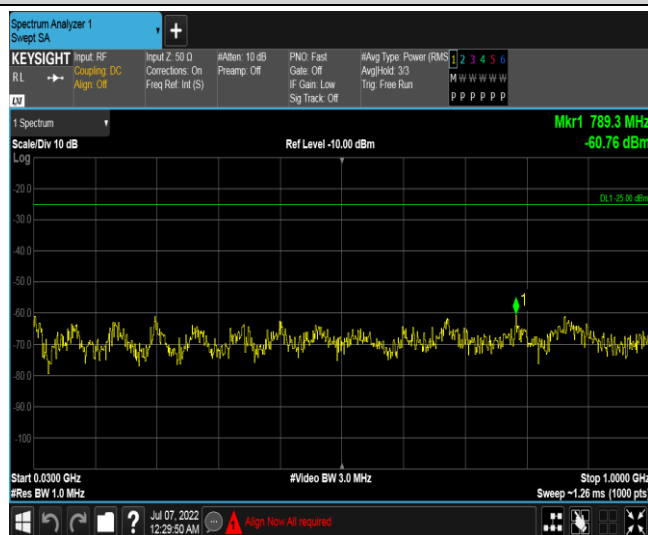 Spectrum Analyzer 1
Swept SA
KEYSIGHT
RL
LXI
Input: RF
Coupling: DC
Align: Off
Input Z: 50 Ω
Corrections: On
Freq Ref: Int (S)
#Atten: 10 dB
Preamp: Off
PNO: Fast
Gate: Off
IF Gain: Low
Sig Track: Off
#Avg Type: Power (RMS
Avg|Hold: 3/3
Trig: Free Run
1 2 3 4 5 6
M W W W W W
P P P P P P
1 Spectrum
Scale/Div 10 dB
Ref Level -10.00 dBm
Mkr1 789.3 MHz
-60.76 dBm
Log
DL1 -25.00 dBm
-20.0
-30.0
-40.0
-50.0
-60.0
-70.0
-80.0
-90.0
-100
1
Start 0.0300 GHz
#Video BW 3.0 MHz
Stop 1.0000 GHz
#Res BW 1.0 MHz
Sweep ~1.26 ms (1000 pts)
?
Jul 07, 2022
12:29:50 AM
Align Now All required